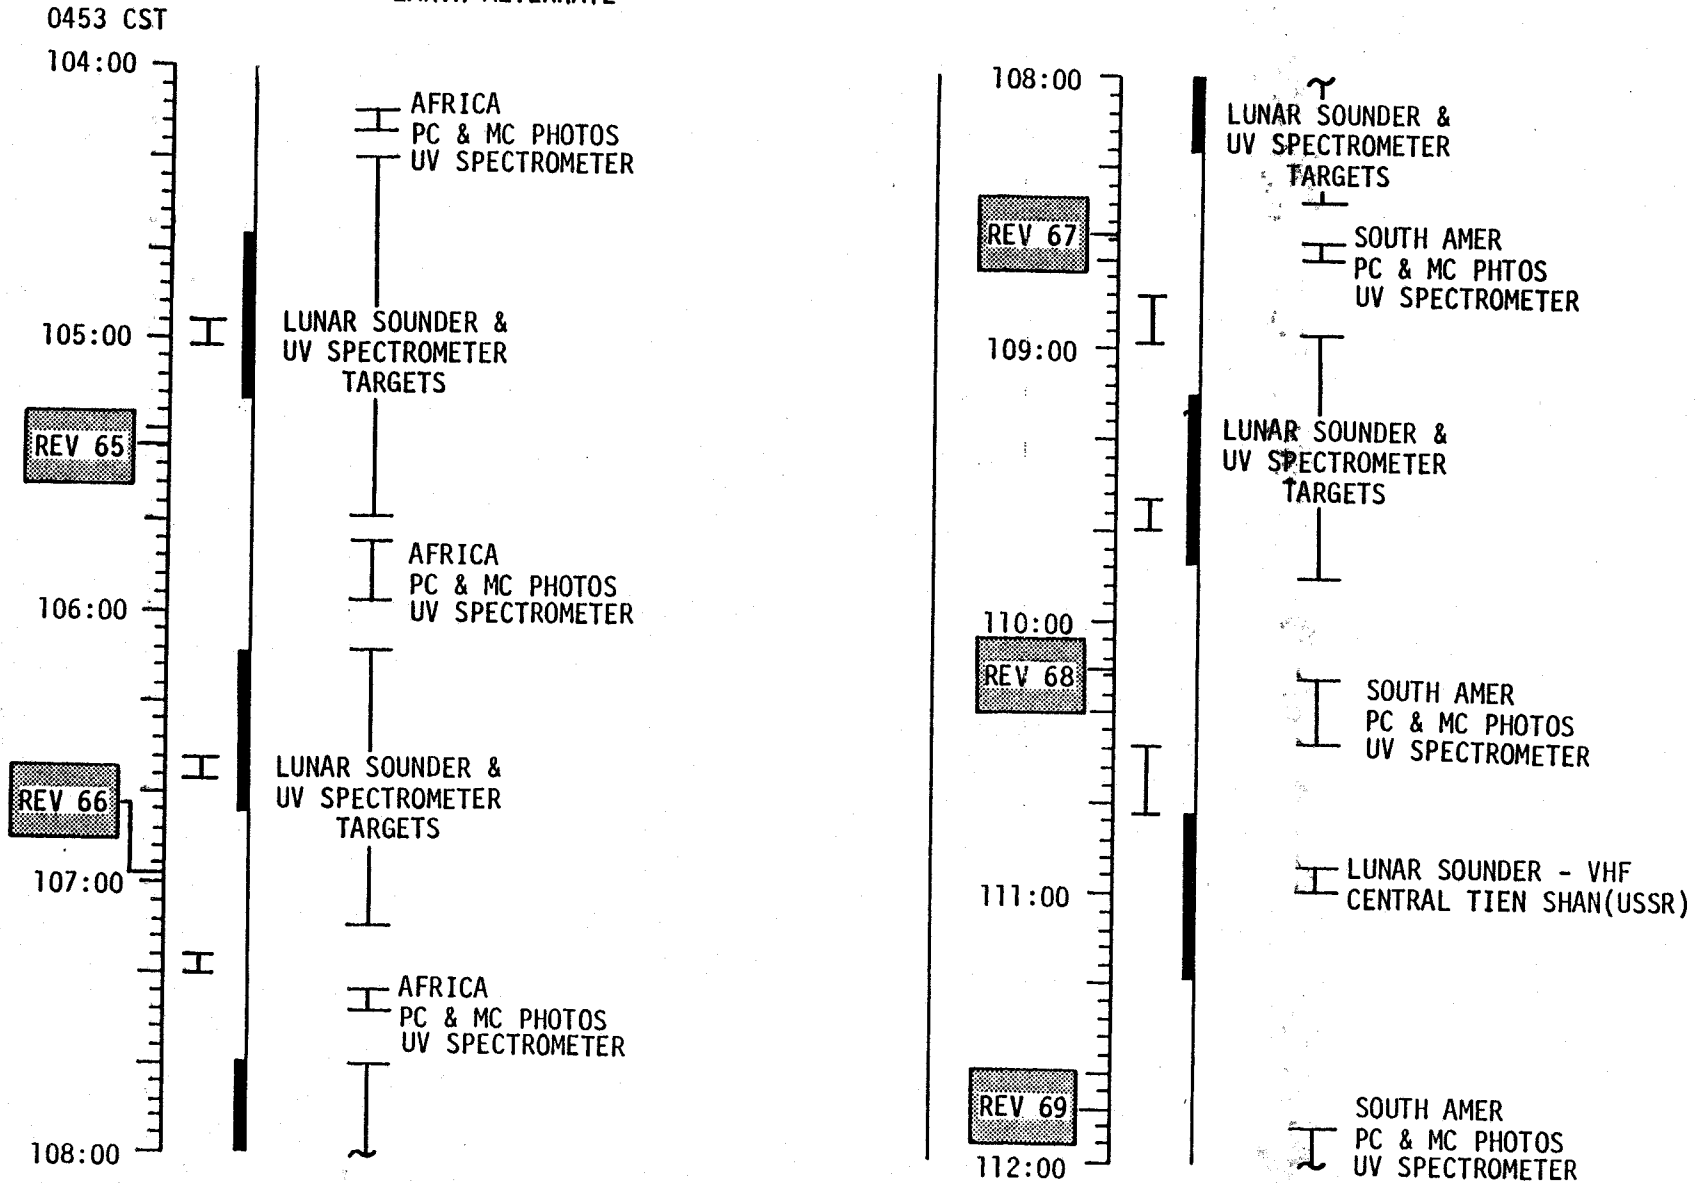 0453 CST
104:00
AFRICA
PC & MC PHOTOS
UV SPECTROMETER
105:00
LUNAR SOUNDER &
UV SPECTROMETER
TARGETS
REV 65
AFRICA
PC & MC PHOTOS
UV SPECTROMETER
106:00
LUNAR SOUNDER &
UV SPECTROMETER
TARGETS
REV 66
107:00
AFRICA
PC & MC PHOTOS
UV SPECTROMETER
108:00
108:00
LUNAR SOUNDER &
UV SPECTROMETER
TARGETS
REV 67
SOUTH AMER
PC & MC PHTOS
UV SPECTROMETER
109:00
LUNAR SOUNDER &
UV SPECTROMETER
TARGETS
110:00
REV 68
SOUTH AMER
PC & MC PHOTOS
UV SPECTROMETER
LUNAR SOUNDER - VHF
CENTRAL TIEN SHAN(USSR)
111:00
REV 69
SOUTH AMER
PC & MC PHOTOS
UV SPECTROMETER
112:00